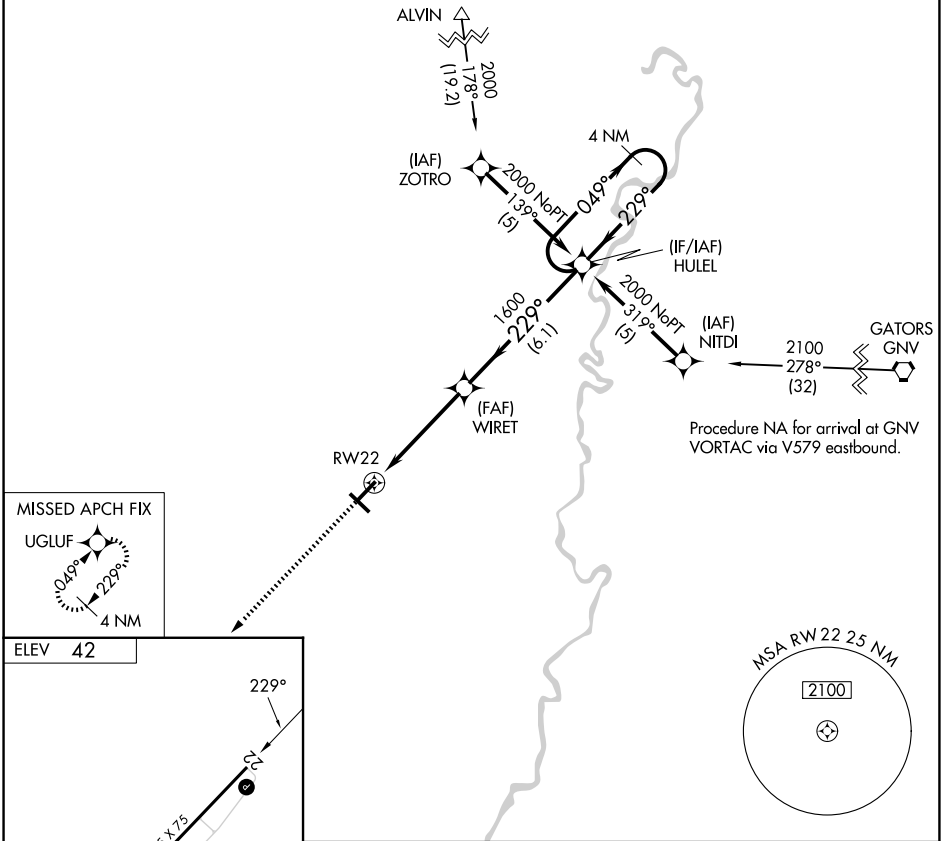 ALVIN
2000
178°
(19.2)
4 NM
(IAF)
ZOTRO
2000 NoPT
139°
(5)
049°
229°
(IF/IAF)
HULEL
2000 NoPT
319°
(5)
(IAF)
NITDI
GATORS
GNV
2100
278°
(32)
1600
229°
(6.1)
(FAF)
WIRET
Procedure NA for arrival at GNV
VORTAC via V579 eastbound.
RW22
MISSED APCH FIX
UGLUF
049°
229°
4 NM
ELEV 42
229°
22
P
X 75
MSA RW 22 25 NM
2100